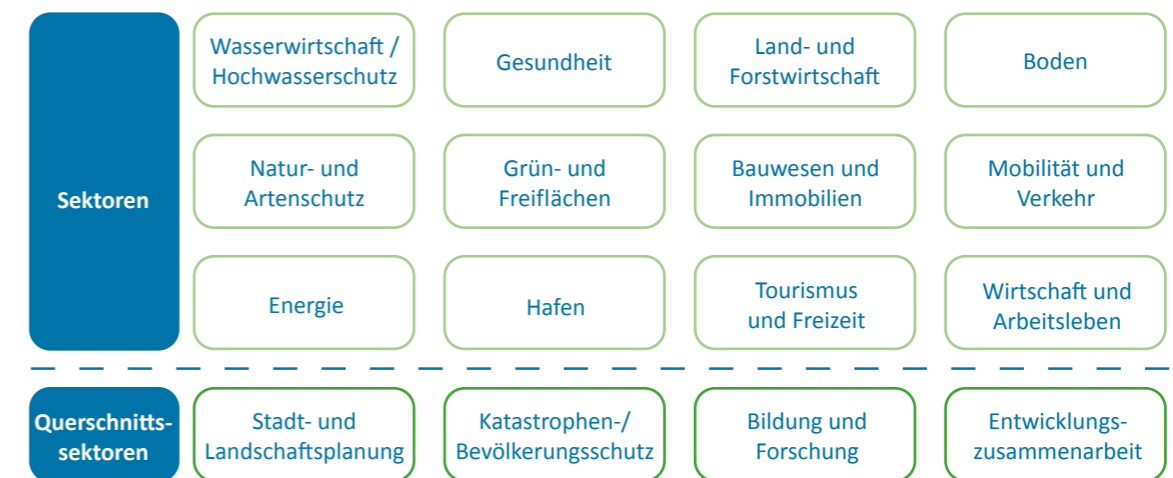 Sektoren
Wasserwirtschaft /
Hochwasserschutz
Gesundheit
Land- und
Forstwirtschaft
Boden
Natur- und
Artenschutz
Grün- und
Freiflächen
Bauwesen und
Immobilien
Mobilität und
Verkehr
Energie
Hafen
Tourismus
und Freizeit
Wirtschaft und
Arbeitsleben
Querschnitts-
sektoren
Stadt- und
Landschaftsplanung
Katastrophen-/
Bevölkerungsschutz
Bildung und
Forschung
Entwicklungs-
zusammenarbeit